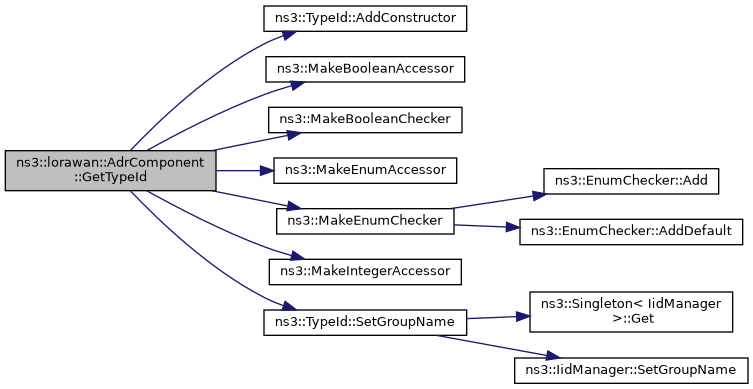 ns3::lorawan::AdrComponent
::GetTypeId
ns3::TypeId::AddConstructor
ns3::MakeBooleanAccessor
ns3::MakeBooleanChecker
ns3::MakeEnumAccessor
ns3::MakeEnumChecker
ns3::MakeIntegerAccessor
ns3::TypeId::SetGroupName
ns3::EnumChecker::Add
ns3::EnumChecker::AddDefault
ns3::Singleton< IidManager
>::Get
ns3::IidManager::SetGroupName